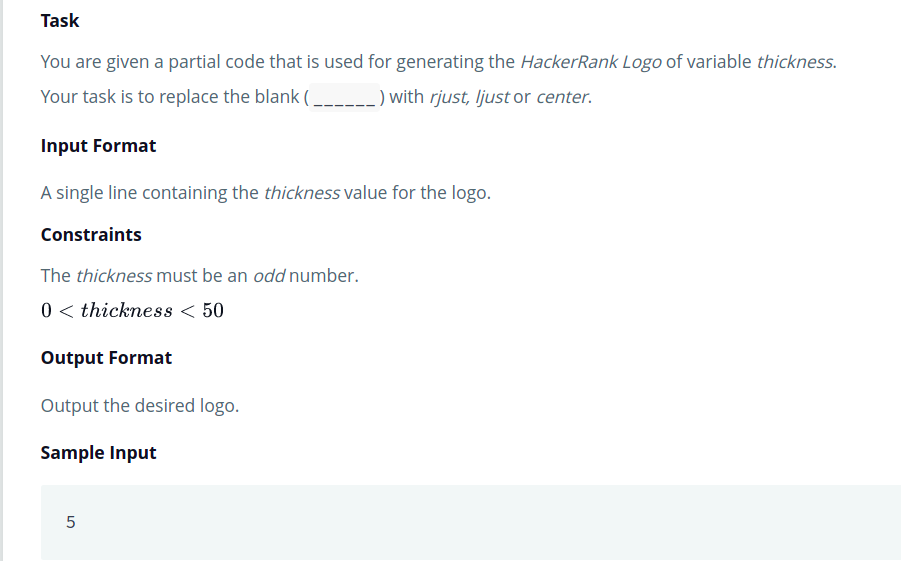 Task
You are given a partial code that is used for generating the HackerRank Logo of variable thickness.
Your task is to replace the blank ( ______ ) with rjust, ljust or center.
Input Format
A single line containing the thickness value for the logo.
Constraints
The thickness must be an odd number.
0 < thickness < 50
Output Format
Output the desired logo.
Sample Input
5